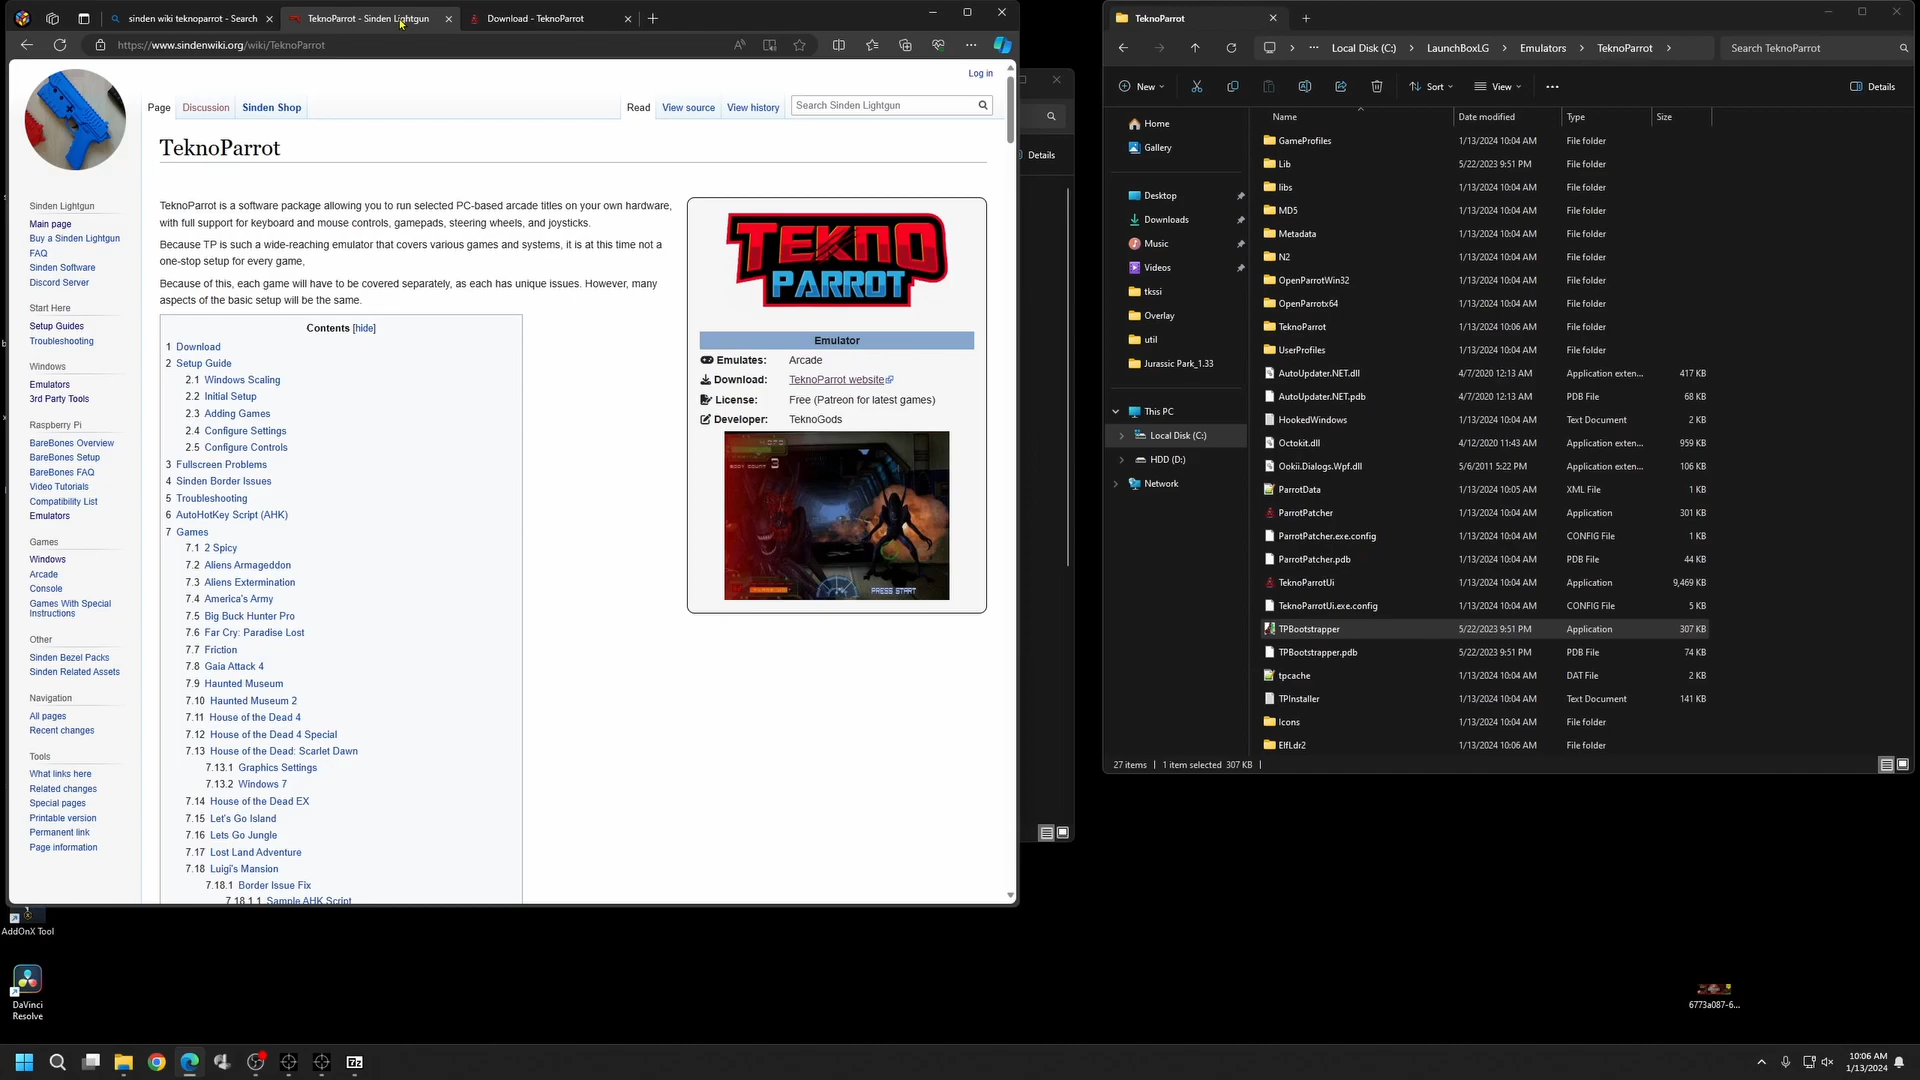 sinden wiki teknoparrot - Search
TeknoParrot - Sinden Lightgun
Download - TeknoParrot
https://www.sindenwiki.org/wiki/TeknoParrot
Log in
Page
Discussion
Sinden Shop
Read
View source
View history
Search Sinden Lightgun
TeknoParrot
Sinden Lightgun
Main page
Buy a Sinden Lightgun
FAQ
Sinden Software
Discord Server
Start Here
Setup Guides
Troubleshooting
Windows
Emulators
3rd Party Tools
Raspberry Pi
BareBones Overview
BareBones Setup
BareBones FAQ
Video Tutorials
Compatibility List
Emulators
Games
Windows
Arcade
Console
Games With Special
Instructions
Other
Sinden Bezel Packs
Sinden Related Assets
Navigation
All pages
Recent changes
Tools
What links here
Related changes
Special pages
Printable version
Permanent link
Page information
TeknoParrot is a software package allowing you to run selected PC-based arcade titles on your own hardware,
with full support for keyboard and mouse controls, gamepads, steering wheels, and joysticks.
Because TP is such a wide-reaching emulator that covers various games and systems, it is at this time not a
one-stop setup for every game,
Because of this, each game will have to be covered separately, as each has unique issues. However, many
aspects of the basic setup will be the same.
Contents [hide]
1 Download
2 Setup Guide
2.1 Windows Scaling
2.2 Initial Setup
2.3 Adding Games
2.4 Configure Settings
2.5 Configure Controls
3 Fullscreen Problems
4 Sinden Border Issues
5 Troubleshooting
6 AutoHotKey Script (AHK)
7 Games
7.1 2 Spicy
7.2 Aliens Armageddon
7.3 Aliens Extermination
7.4 America's Army
7.5 Big Buck Hunter Pro
7.6 Far Cry: Paradise Lost
7.7 Friction
7.8 Gaia Attack 4
7.9 Haunted Museum
7.10 Haunted Museum 2
7.11 House of the Dead 4
7.12 House of the Dead 4 Special
7.13 House of the Dead: Scarlet Dawn
7.13.1 Graphics Settings
7.13.2 Windows 7
7.14 House of the Dead EX
7.15 Let's Go Island
7.16 Lets Go Jungle
7.17 Lost Land Adventure
7.18 Luigi's Mansion
7.18.1 Border Issue Fix
7.18.1.1 Sample AHK Script
TEKNO
PARROT
Emulator
Emulates: Arcade
Download: TeknoParrot website
License: Free (Patreon for latest games)
Developer: TeknoGods
BODY COUNT 3
PRESS START
Details
TeknoParrot
Local Disk (C:) > LaunchBoxLG > Emulators > TeknoParrot >
Search TeknoParrot
New
Sort
View
Details
Home
Gallery
Desktop
Downloads
Music
Videos
tkssi
Overlay
util
Jurassic Park_1.33
This PC
Local Disk (C:)
HDD (D:)
Network
Name Date modified Type Size
GameProfiles 1/13/2024 10:04 AM File folder
Lib 5/22/2023 9:51 PM File folder
libs 1/13/2024 10:04 AM File folder
MD5 1/13/2024 10:04 AM File folder
Metadata 1/13/2024 10:04 AM File folder
N2 1/13/2024 10:04 AM File folder
OpenParrotWin32 1/13/2024 10:04 AM File folder
OpenParrotx64 1/13/2024 10:04 AM File folder
TeknoParrot 1/13/2024 10:06 AM File folder
UserProfiles 1/13/2024 10:04 AM File folder
AutoUpdater.NET.dll 4/7/2020 12:13 AM Application exten... 417 KB
AutoUpdater.NET.pdb 4/7/2020 12:13 AM PDB File 68 KB
HookedWindows 1/13/2024 10:04 AM Text Document 2 KB
Octokit.dll 4/12/2020 11:43 AM Application exten... 959 KB
Ookii.Dialogs.Wpf.dll 5/6/2011 5:22 PM Application exten... 106 KB
ParrotData 1/13/2024 10:05 AM XML File 1 KB
ParrotPatcher 1/13/2024 10:04 AM Application 301 KB
ParrotPatcher.exe.config 1/13/2024 10:04 AM CONFIG File 1 KB
ParrotPatcher.pdb 1/13/2024 10:04 AM PDB File 44 KB
TeknoParrotUi 1/13/2024 10:04 AM Application 9,469 KB
TeknoParrotUi.exe.config 1/13/2024 10:04 AM CONFIG File 5 KB
TPBootstrapper 5/22/2023 9:51 PM Application 307 KB
TPBootstrapper.pdb 5/22/2023 9:51 PM PDB File 74 KB
tpcache 1/13/2024 10:04 AM DAT File 2 KB
TPInstaller 1/13/2024 10:04 AM Text Document 141 KB
Icons 1/13/2024 10:04 AM File folder
ElfLdr2 1/13/2024 10:06 AM File folder
27 items | 1 item selected 307 KB |
AddOnX Tool
DaVinci
Resolve
6773a087-6...
7z
10:06 AM
1/13/2024